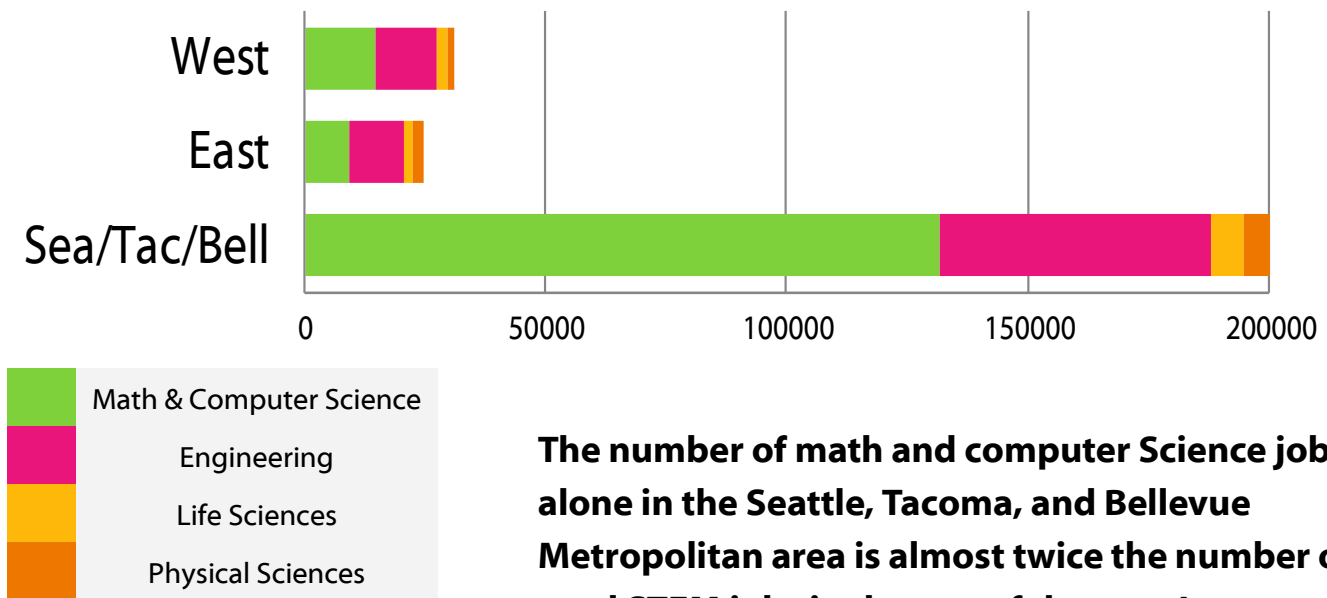 West
East
Sea/Tac/Bell
0 50000 100000 150000 200000
Math & Computer Science
Engineering
Life Sciences
Physical Sciences
The number of math and computer Science job
alone in the Seattle, Tacoma, and Bellevue
Metropolitan area is almost twice the number